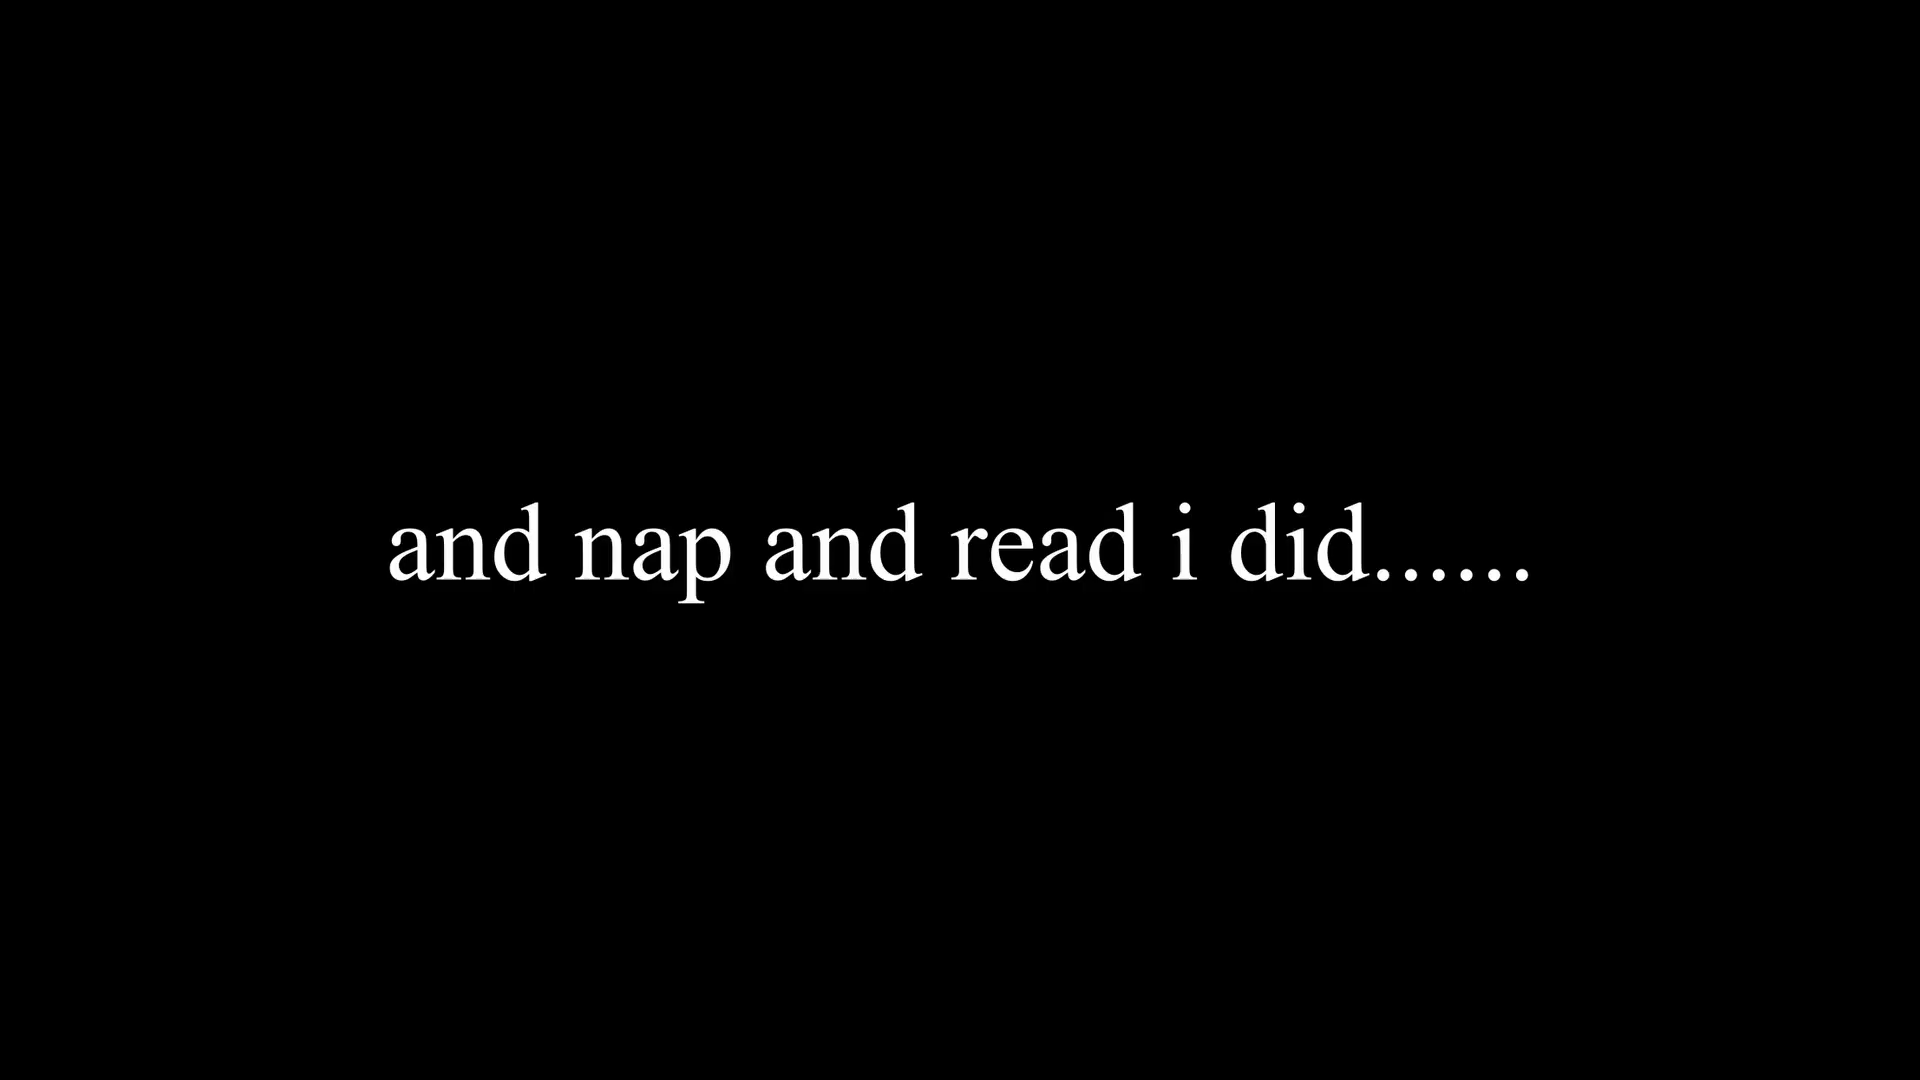 and nap and read i did......